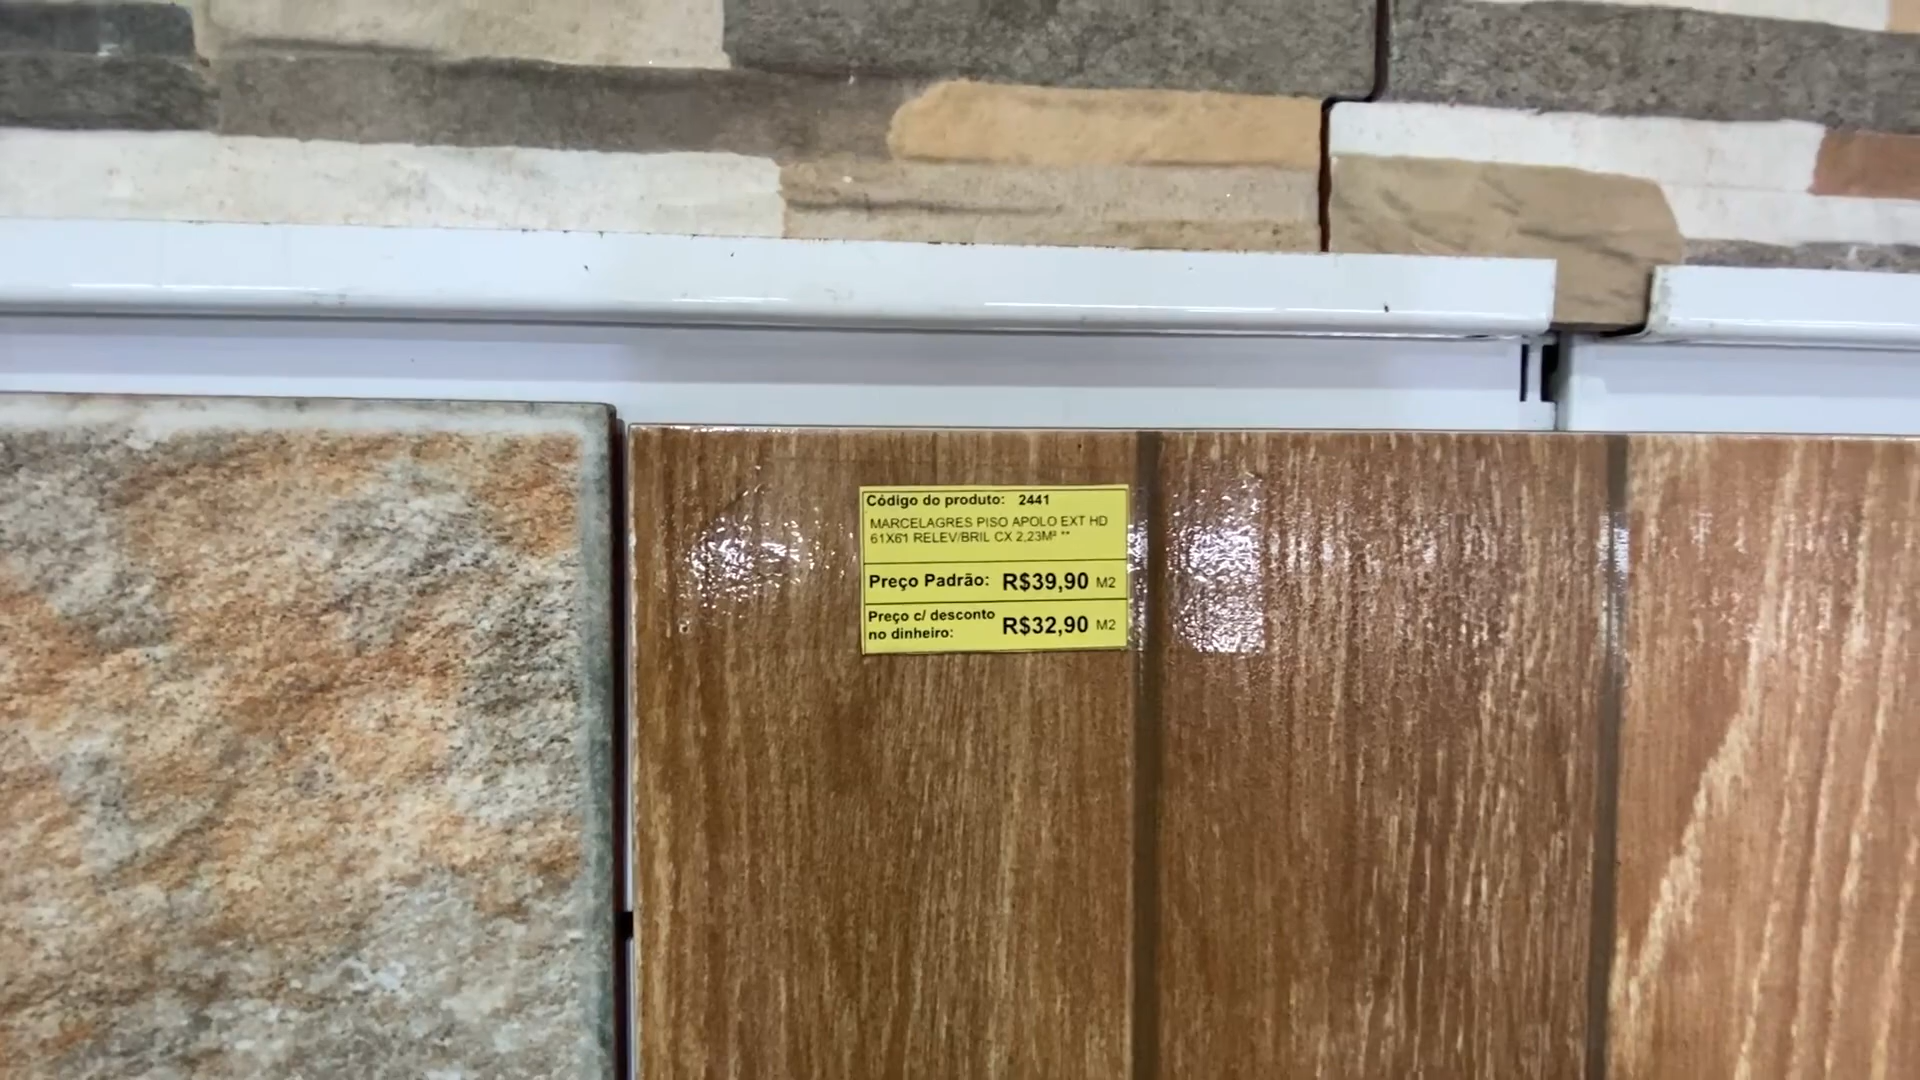 Código do produto: 2441
MARCELAGRES PISO APOLO EXT HD
61X61 RELEV/BRIL CX 2,23M² **
Preço Padrão: R$39,90 M2
Preço c/ desconto
no dinheiro: R$32,90 M2